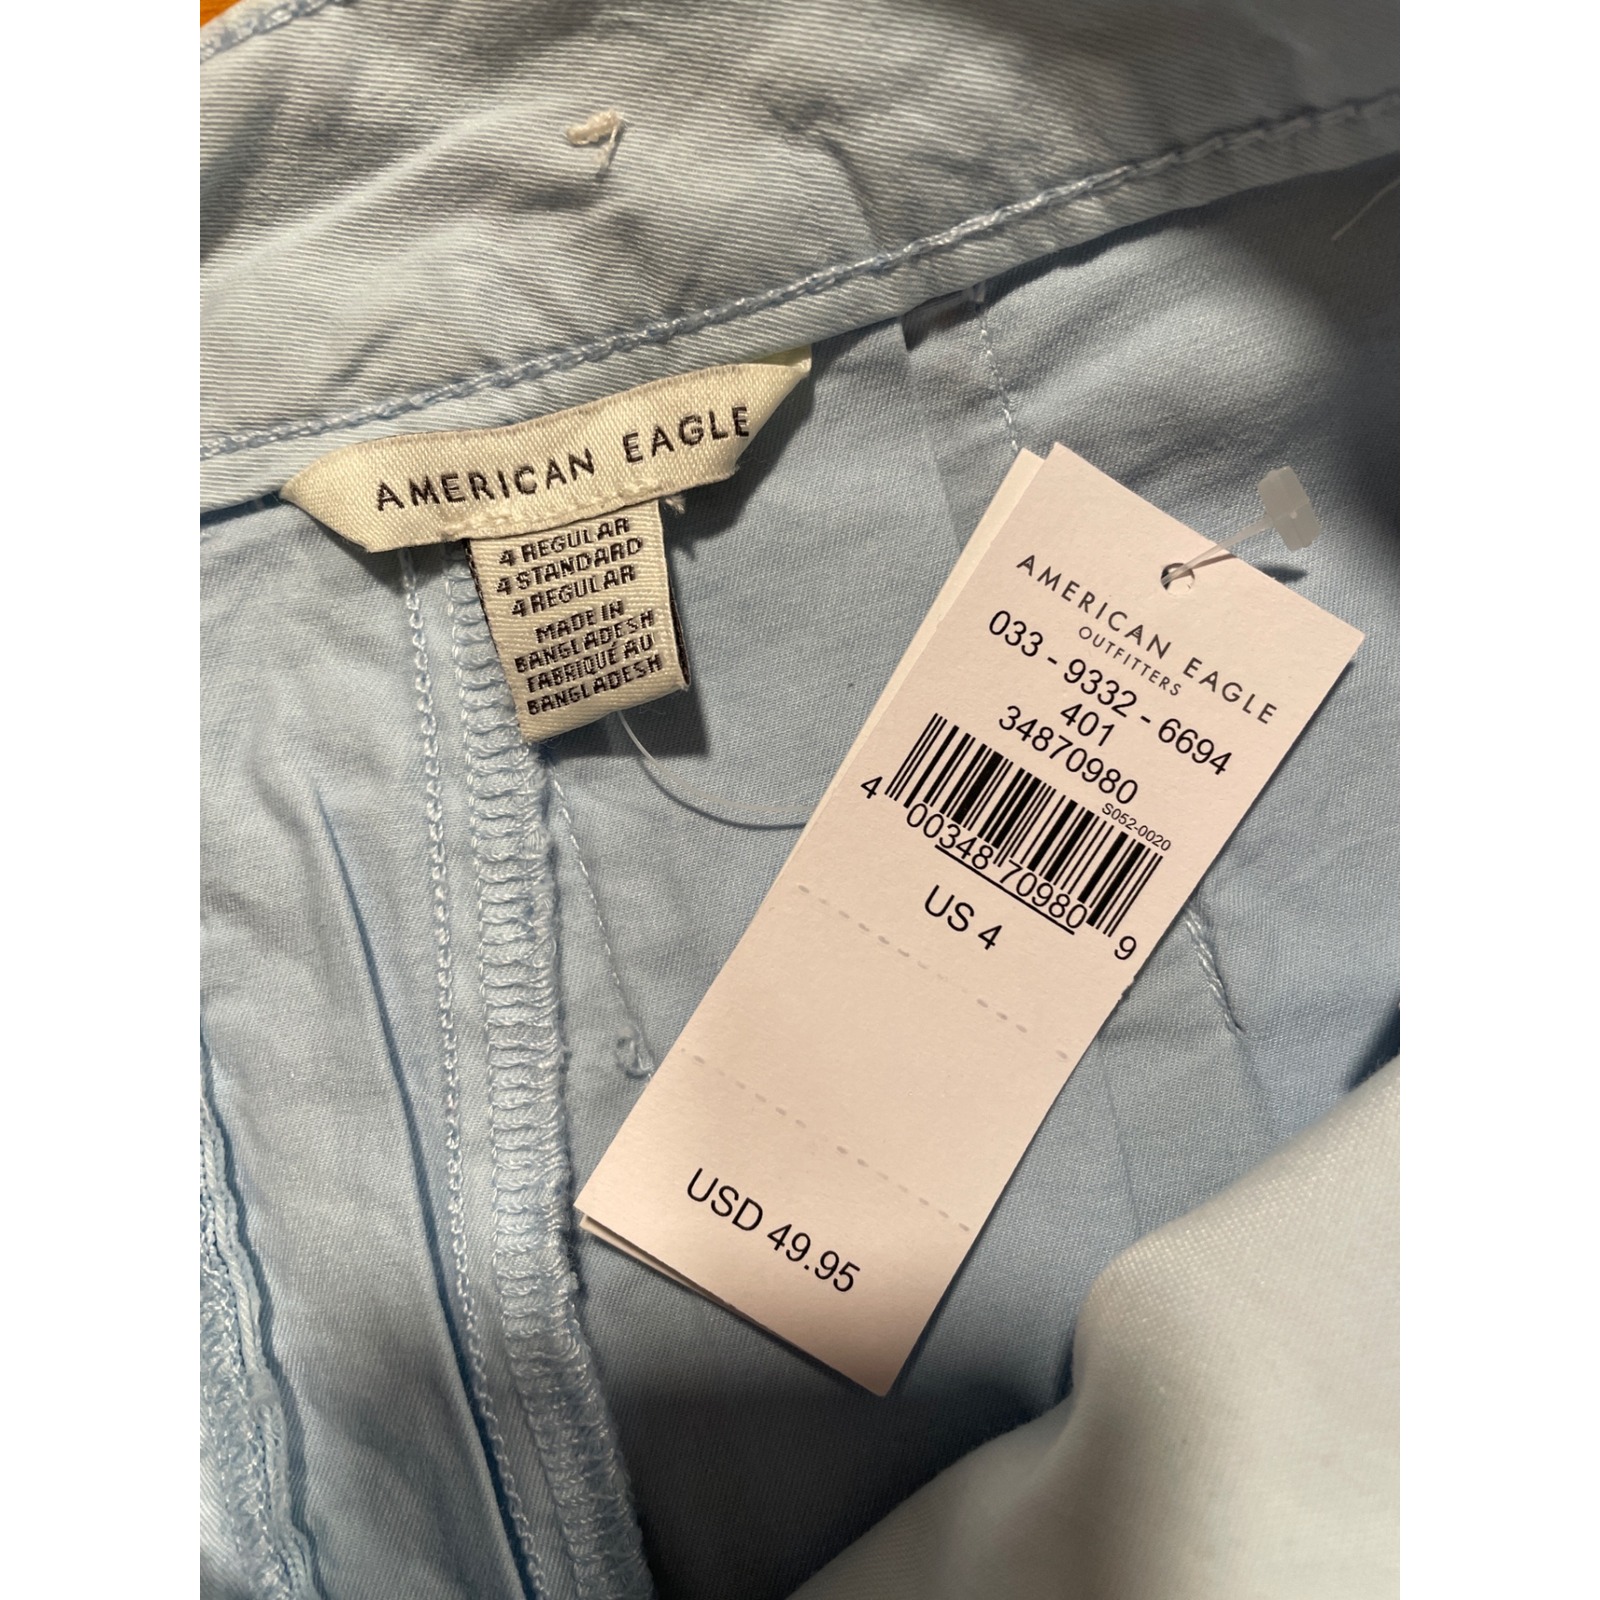 AMERICAN EAGLE
4 REGULAR
4 STANDARD
4 REGULAR
MADE IN
BANGLADESH
FABRIQUÉ AU
BANGLADESH
AMERICAN EAGLE
OUTFITTERS
033 - 9332 - 6694
401
34870980
S052-0020
4 00348 70980 9
US 4
USD 49.95